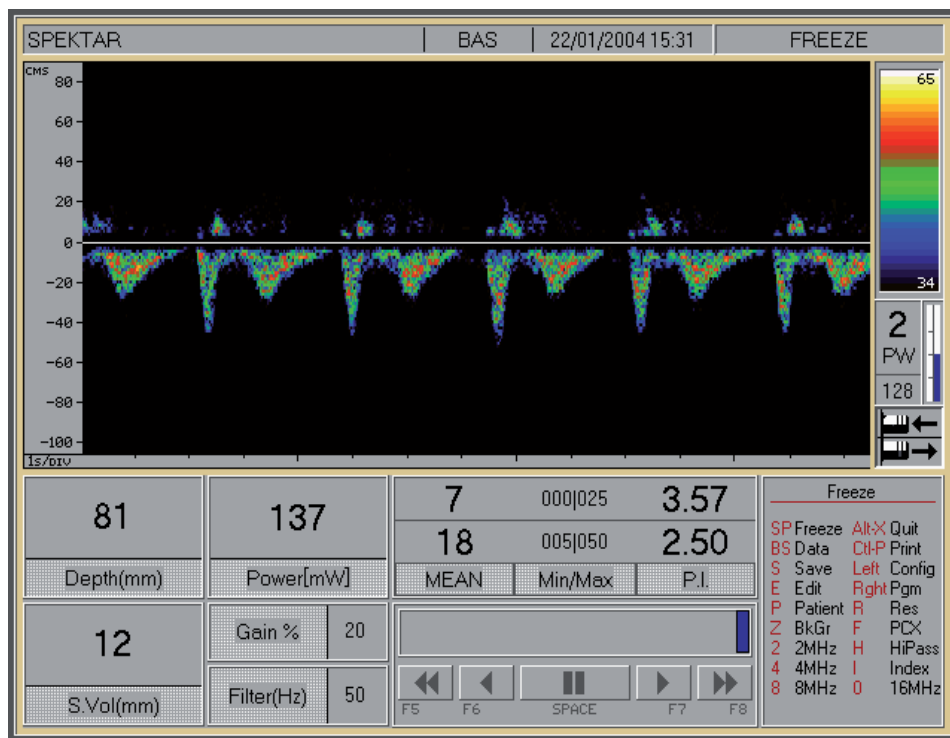 SPEKTAR BAS 22/01/2004 15:31 FREEZE
CMS
80
60
40
20
0
-20
-40
-60
-80
-100
1s/DIV
65
34
2
PW
128
81
Depth(mm)
137
Power[mW]
12
S.Vol(mm)
Gain % 20
Filter(Hz) 50
7 000|025 3.57
18 005|050 2.50
MEAN Min/Max P.I.
F5 F6 SPACE F7 F8
Freeze
SP Freeze Alt-X Quit
BS Data Ctl-P Print
S Save Left Config
E Edit Rght Pgm
P Patient R Res
Z BkGr F PCX
2 2MHz H HiPass
4 4MHz I Index
8 8MHz 0 16MHz